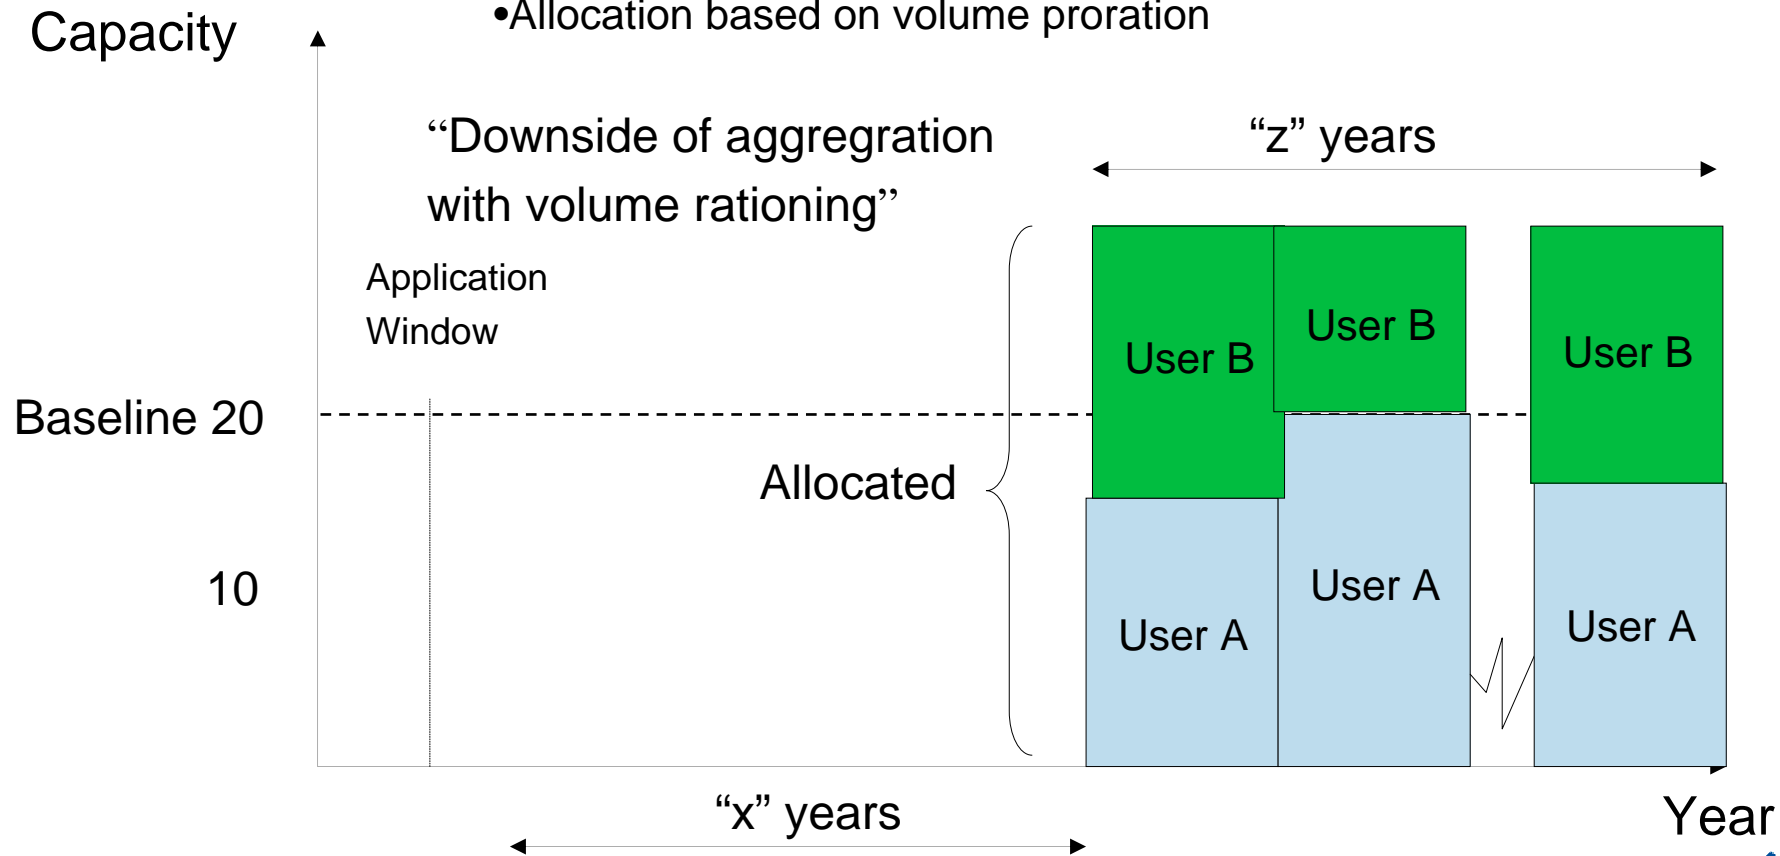 •Allocation based on volume proration
Capacity
“Downside of aggregration
with volume rationing”
“z” years
Application
Window
User B
User B
User B
Baseline 20
Allocated
10
User A
User A
User A
“x” years
Year